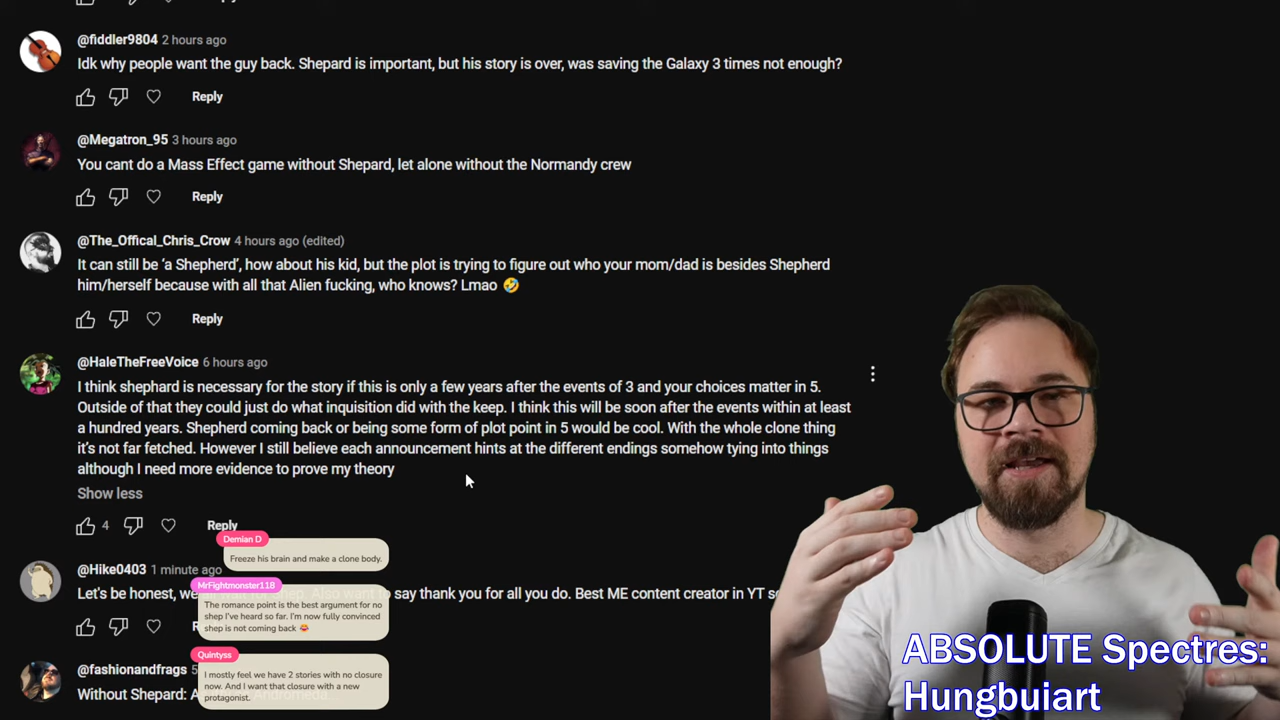 @fiddler9804 2 hours ago
Idk why people want the guy back. Shepard is important, but his story is over, was saving the Galaxy 3 times not enough?
Reply
@Megatron_95 3 hours ago
You cant do a Mass Effect game without Shepard, let alone without the Normandy crew
Reply
@The_Offical_Chris_Crow 4 hours ago (edited)
It can still be ‘a Shepherd’, how about his kid, but the plot is trying to figure out who your mom/dad is besides Shepherd
him/herself because with all that Alien fucking, who knows? Lmao 🤣
Reply
@HaleTheFreeVoice 6 hours ago
I think shephard is necessary for the story if this is only a few years after the events of 3 and your choices matter in 5.
Outside of that they could just do what inquisition did with the keep. I think this will be soon after the events within at least
a hundred years. Shepherd coming back or being some form of plot point in 5 would be cool. With the whole clone thing
it’s not far fetched. However I still believe each announcement hints at the different endings somehow tying into things
although I need more evidence to prove my theory
Show less
4 Reply
Demian D
Freeze his brain and make a clone body.
@Hike0403 1 minute ago
Let's be honest, we
say thank you for all you do. Best ME content creator in YT
MrFightmonster118
The romance point is the best argument for no
shep I've heard so far. I'm now fully convinced
shep is not coming back
Quintyss
I mostly feel we have 2 stories with no closure
now. And I want that closure with a new
protagonist.
@fashionandfrags
Without Shepard:
ABSOLUTE Spectres:
Hungbuiart